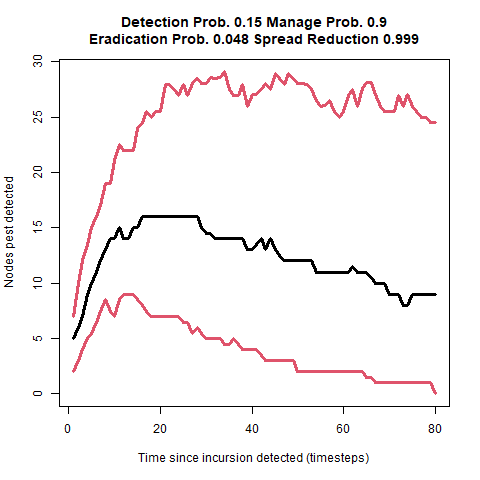 Detection Prob. 0.15 Manage Prob. 0.9
Eradication Prob. 0.048 Spread Reduction 0.999
30
25
20
15
10
5
0
Nodes pest detected
0 20 40 60 80
Time since incursion detected (timesteps)